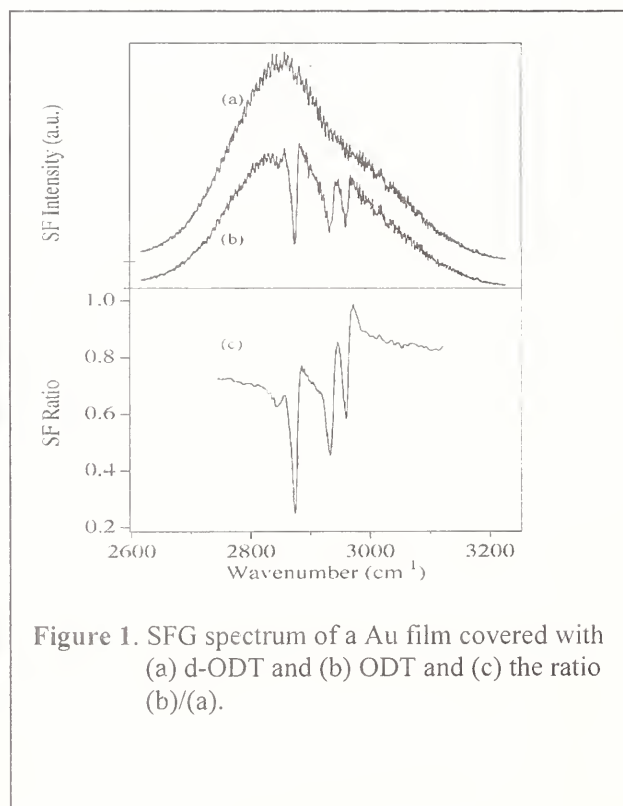 SF Intensity (a.u.)
(a)
(b)
1.0
0.8
0.6
0.4
0.2
SF Ratio
(c)
2600 2800 3000 3200
Wavenumber (cm 1)
Figure 1. SFG spectrum of a Au film covered with
(a) d-ODT and (b) ODT and (c) the ratio
(b)/(a).